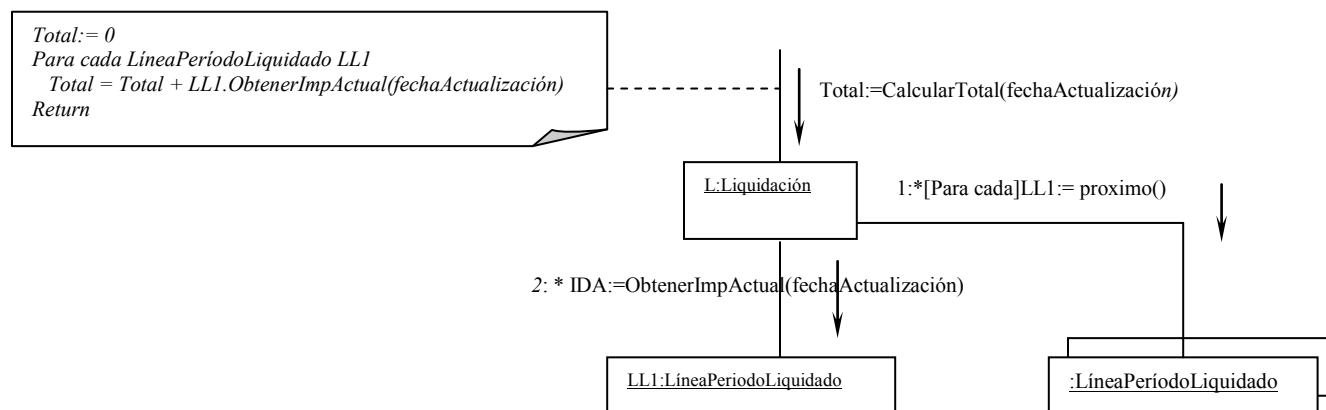 Total:= 0
Para cada LíneaPeríodoLiquidado LL1
Total = Total + LL1.ObtenerImpActual(fechaActualización)
Return
Total:=CalcularTotal(fechaActualización)
L:Liquidación
1:*[Para cada]LL1:= proximo()
2: * IDA:=ObtenerImpActual(fechaActualización)
LL1:LíneaPeriodoLiquidado
:LíneaPeríodoLiquidado